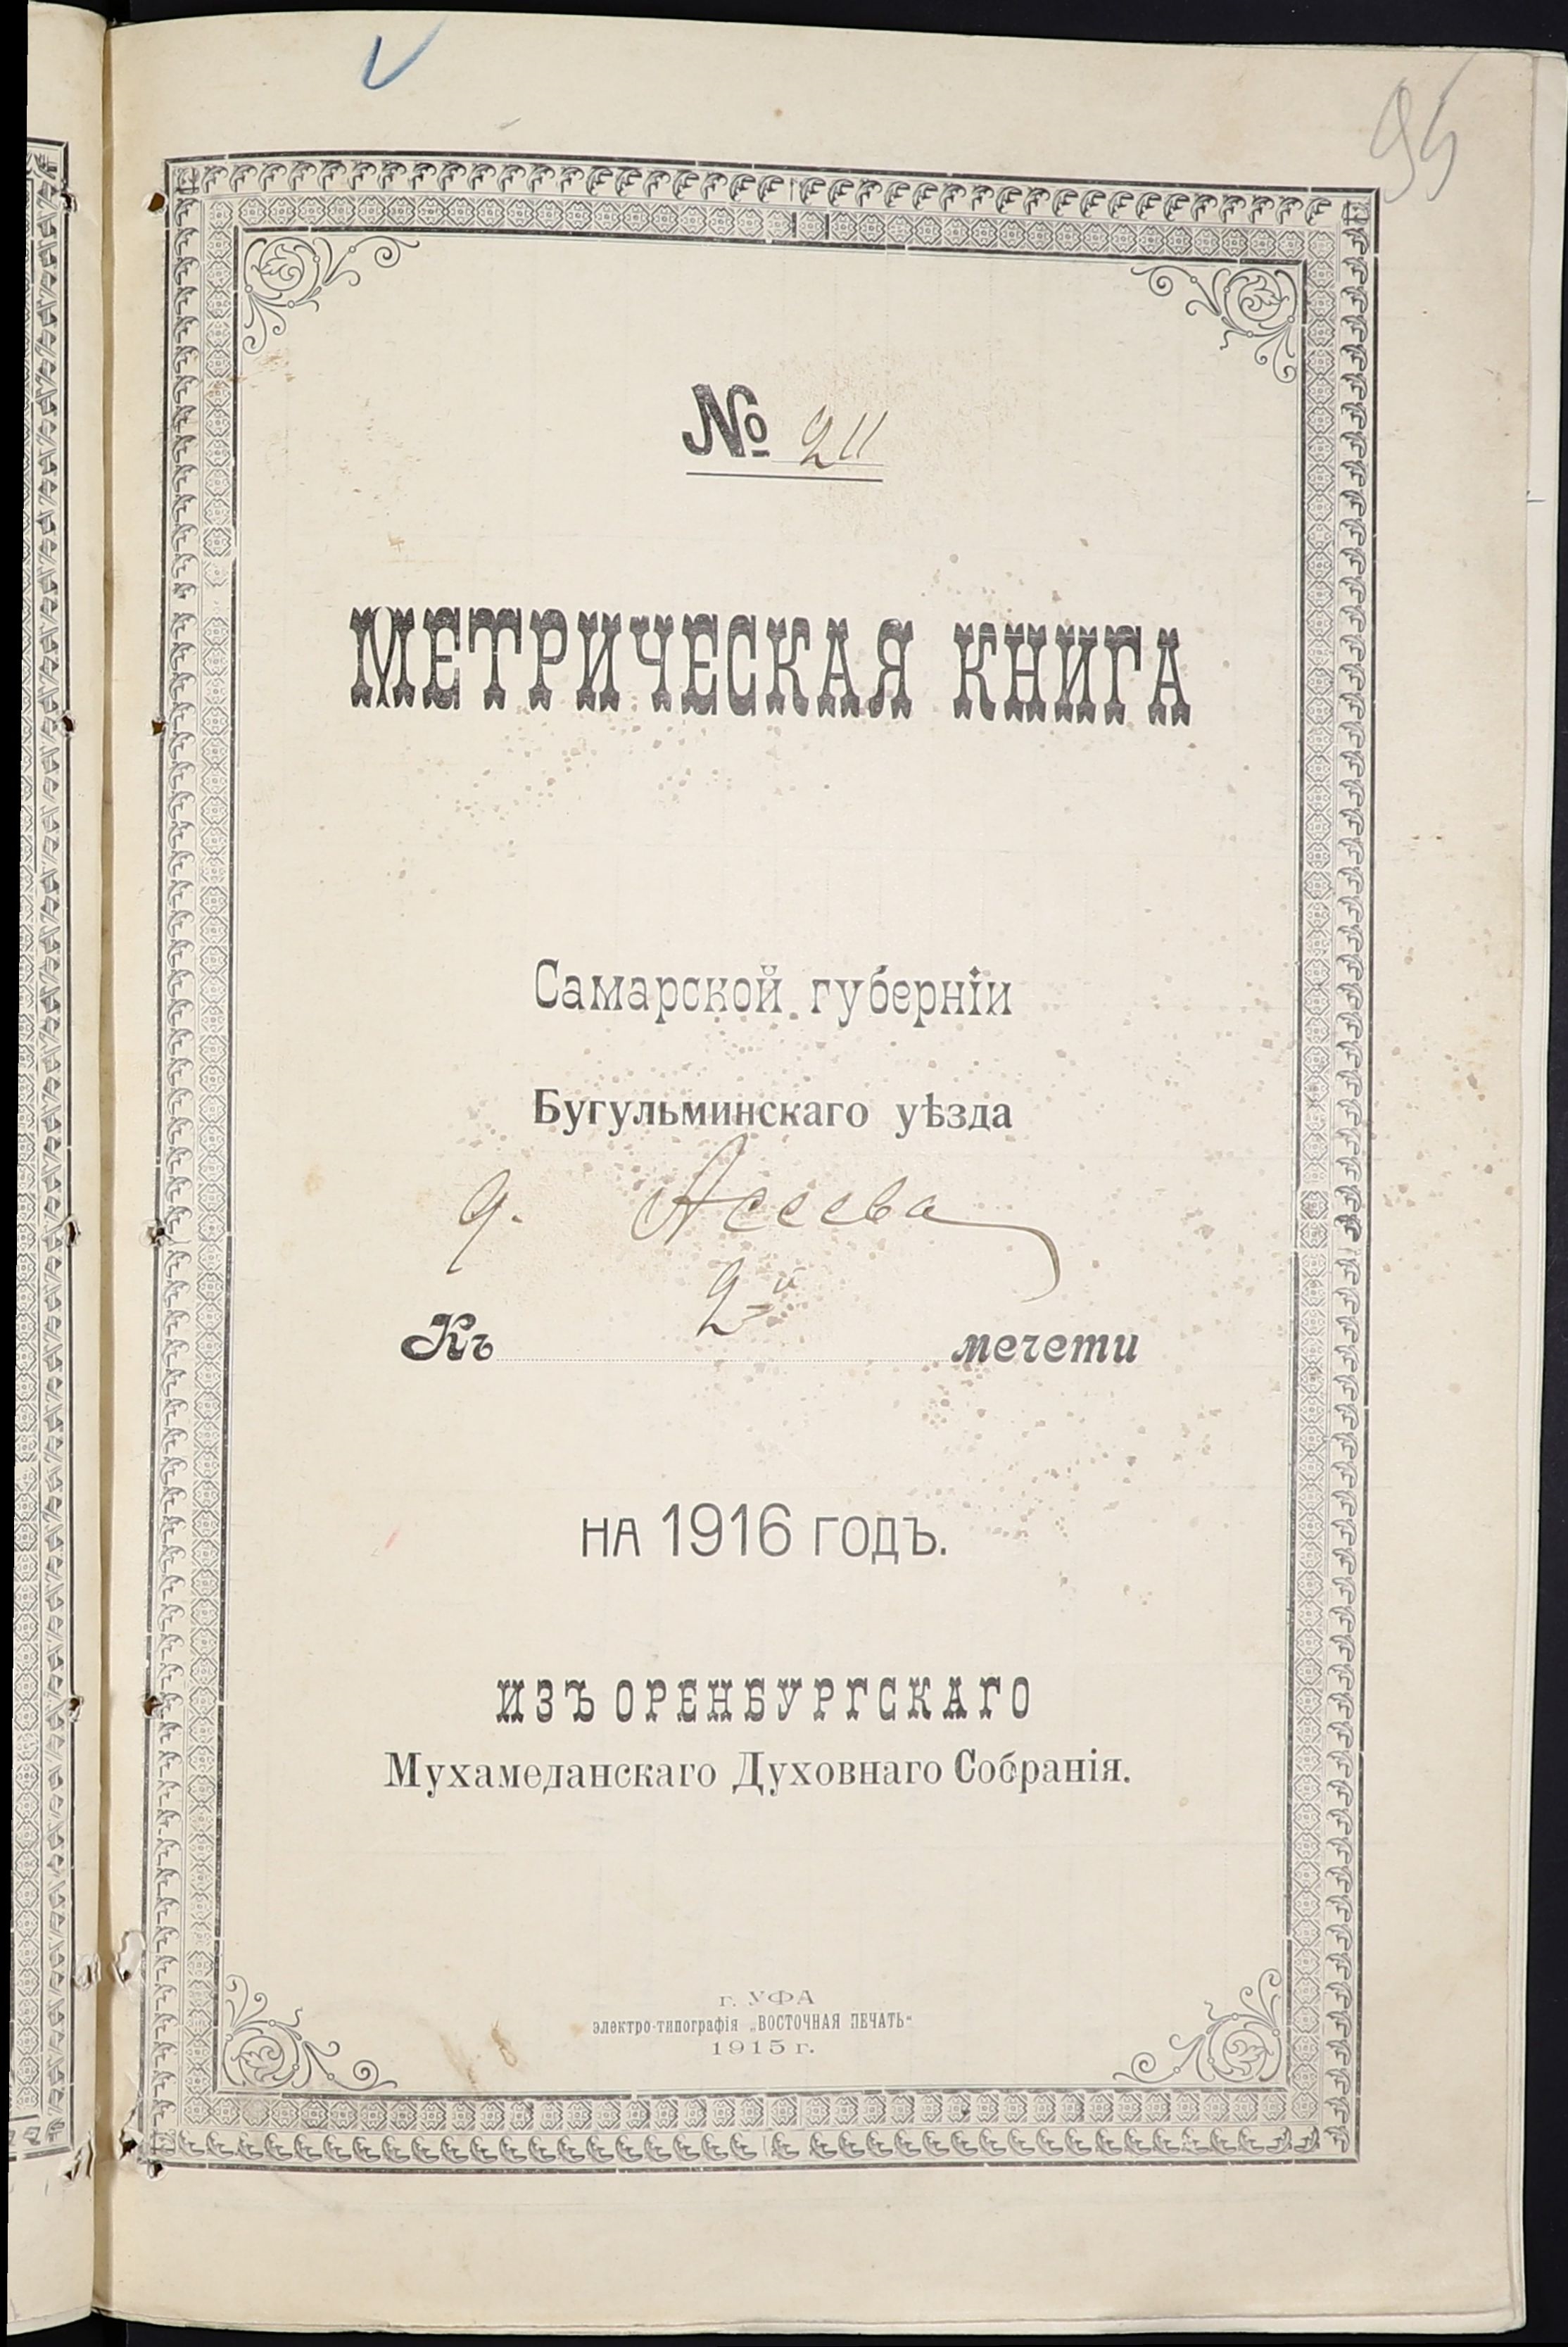 95
№ 211
МЕТРИЧЕСКАЯ КНИГА
Самарской губерніи
Бугульминскаго уѣзда
д. Асеева
Къ 2-й мечети
НА 1916 ГОДЪ.
ИЗЪ ОРЕНБУРГСКАГО
Мухамеданскаго Духовнаго Собранія.
г. УФА
электро-типографія „ВОСТОЧНАЯ ПЕЧАТЬ“
1915 г.